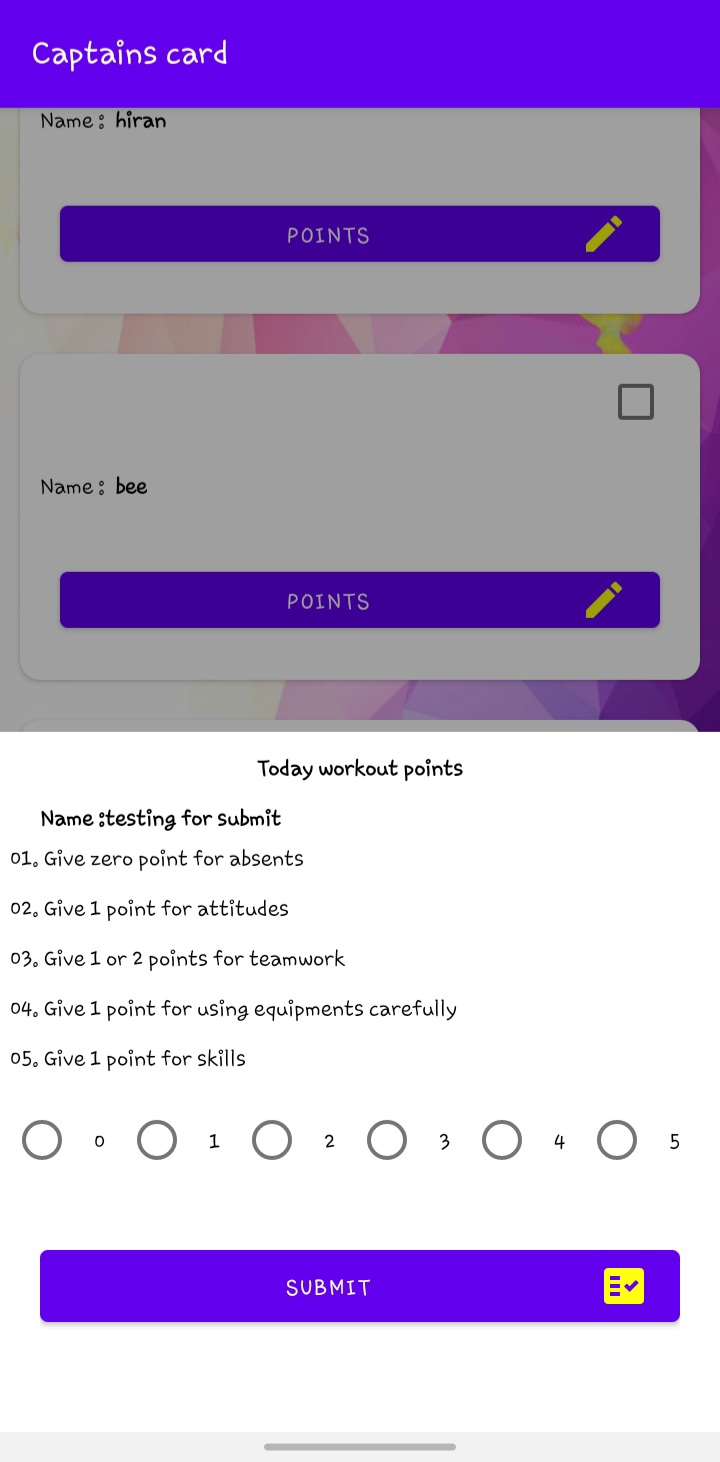 Captains card
Name : hiran
POINTS
Name : bee
POINTS
Today workout points
Name :testing for submit
01. Give zero point for absents
02. Give 1 point for attitudes
03. Give 1 or 2 points for teamwork
04. Give 1 point for using equipments carefully
05. Give 1 point for skills
0 1 2 3 4 5
SUBMIT